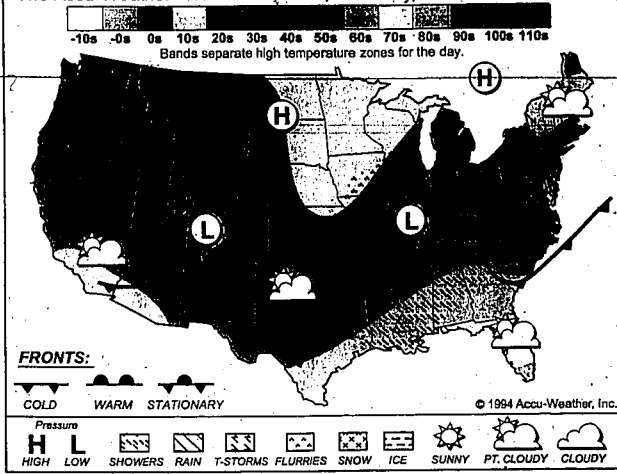 -10s -0s 0s 10s 20s 30s 40s 50s 60s 70s 80s 90s 100s 110s
Bands separate high temperature zones for the day.
H
H
L
L
FRONTS:
COLD WARM STATIONARY
© 1994 Accu-Weather, Inc.
Pressure
H L
HIGH LOW SHOWERS RAIN T-STORMS FLURRIES SNOW ICE SUNNY PT. CLOUDY CLOUDY